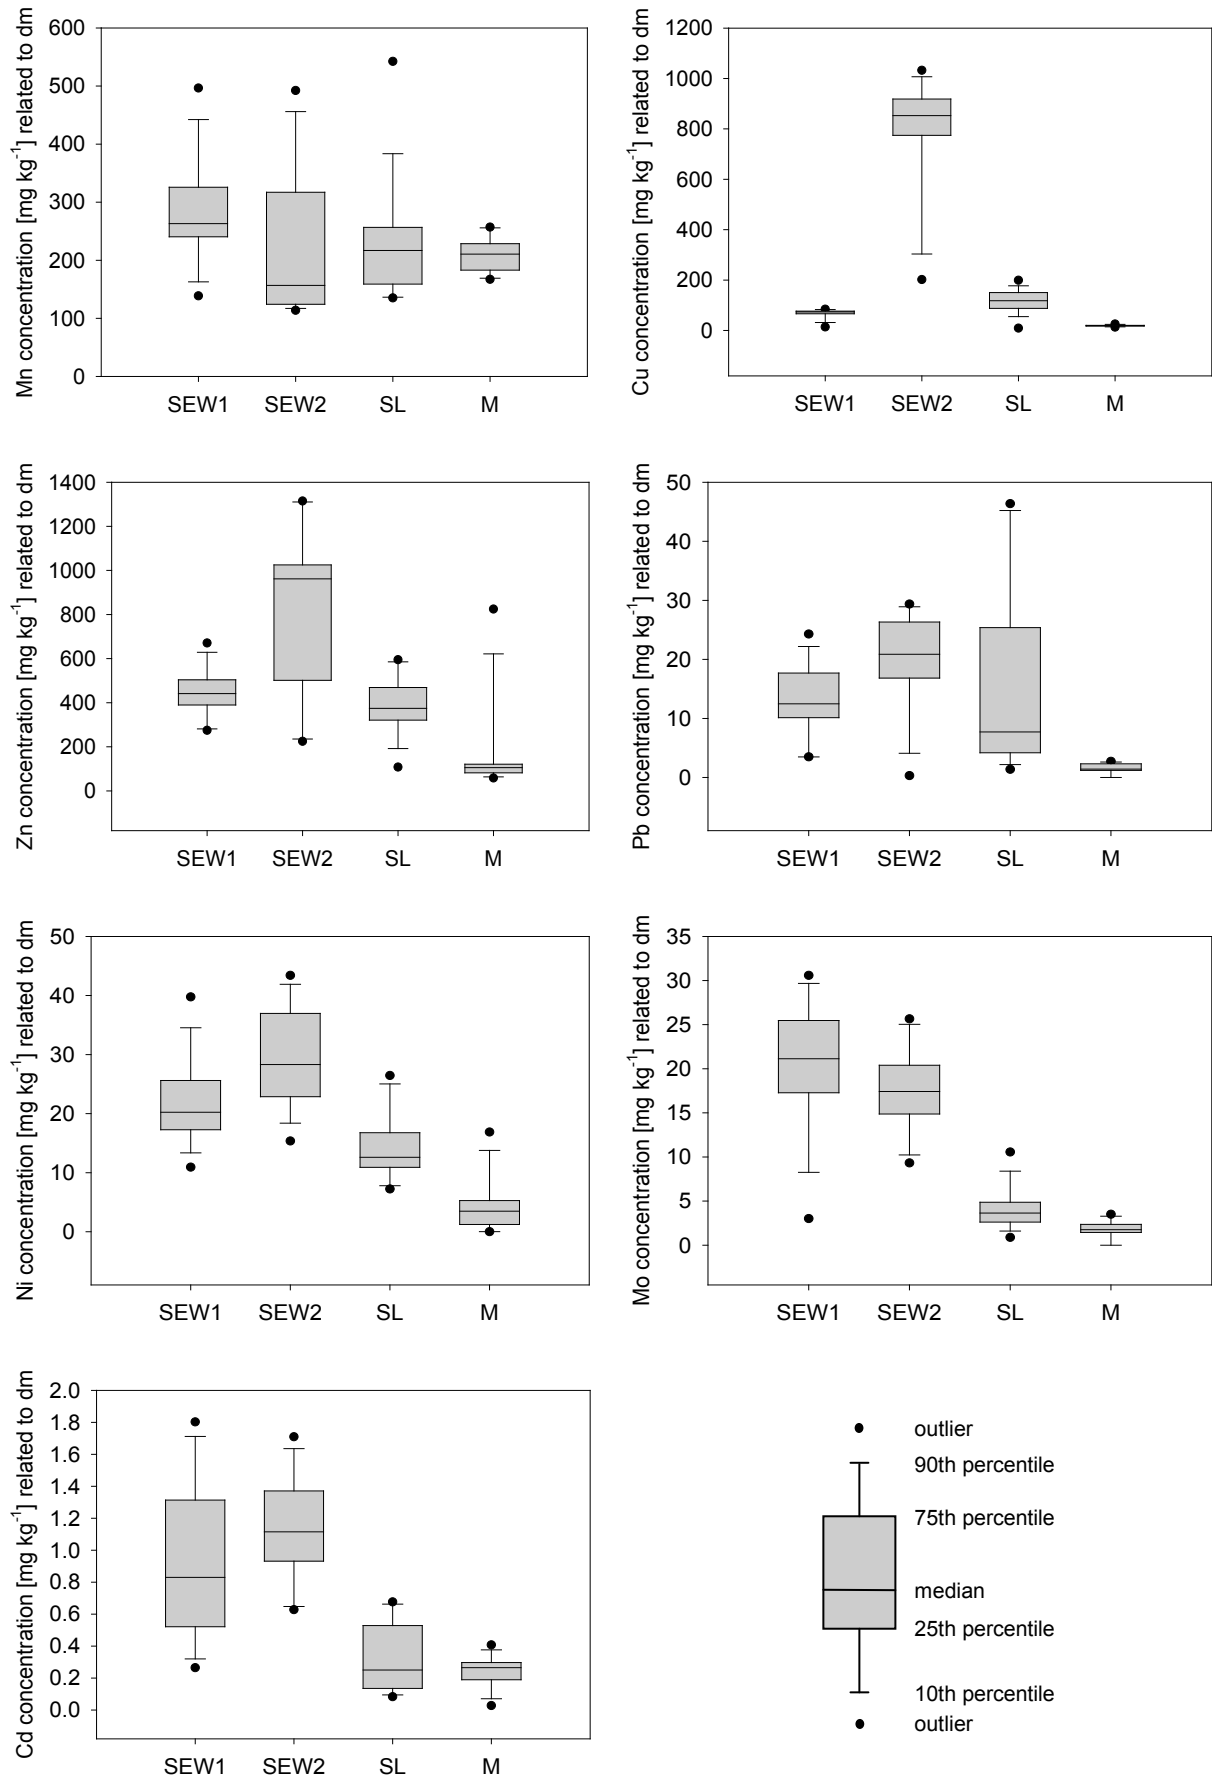 Mn concentration [mg kg⁻¹] related to dm
600
500
400
300
200
100
0
SEW1 SEW2 SL M
Cu concentration [mg kg⁻¹] related to dm
1200
1000
800
600
400
200
0
SEW1 SEW2 SL M
Zn concentration [mg kg⁻¹] related to dm
1400
1200
1000
800
600
400
200
0
SEW1 SEW2 SL M
Pb concentration [mg kg⁻¹] related to dm
50
40
30
20
10
0
SEW1 SEW2 SL M
Ni concentration [mg kg⁻¹] related to dm
50
40
30
20
10
0
SEW1 SEW2 SL M
Mo concentration [mg kg⁻¹] related to dm
35
30
25
20
15
10
5
0
SEW1 SEW2 SL M
Cd concentration [mg kg⁻¹] related to dm
2.0
1.8
1.6
1.4
1.2
1.0
0.8
0.6
0.4
0.2
0.0
SEW1 SEW2 SL M
outlier
90th percentile
75th percentile
median
25th percentile
10th percentile
outlier